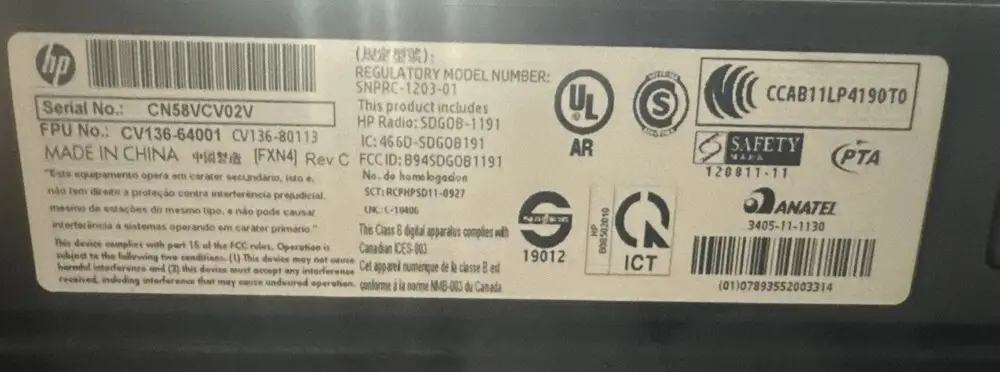 hp
Serial No.: CN58VCV02V
FPU No.: CV136-64001 CV136-80113
MADE IN CHINA 中國製造 [FXN4] Rev C
"Este equipamento opera em caráter secundário, isto e,
não tem direito a proteção contra interferência prejudicial,
mesmo de estações do mesmo tipo, e não pode causar
interferência a sistemas operando em caráter primário."
This device complies with part 15 of the FCC rules. Operation is
subject to the following two conditions. (1) This device may not cause
harmful interference and (2) this device must accept any interference
received, including interference that may cause undesired operation.
(規定型號):
REGULATORY MODEL NUMBER:
SNPRC-1203-01
This product includes
HP Radio: SDGOB-1191
IC: 466D-SDGOB191
FCC ID: B94SDGOB1191
No. de homologacion
SCT: RCPHPSD11-0927
CNC: C-10406
This Class B digital apparatus complies with
Canadian ICES-003
Cet appareil numérique de la classe B est
conforme à la norme NMB-003 du Canada
UL
AR
S
CCAB11LP4190T0
SAFETY
MARK
120811-11
PTA
19012
HP
B00502010
ICT
ANATEL
3405-11-1130
(01)07893552003314